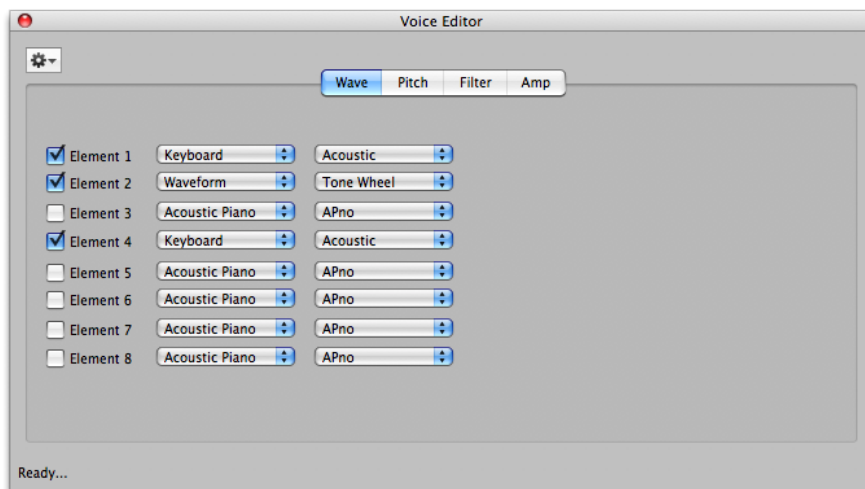 Voice Editor
Wave Pitch Filter Amp
Element 1 Keyboard Acoustic
Element 2 Waveform Tone Wheel
Element 3 Acoustic Piano APno
Element 4 Keyboard Acoustic
Element 5 Acoustic Piano APno
Element 6 Acoustic Piano APno
Element 7 Acoustic Piano APno
Element 8 Acoustic Piano APno
Ready...